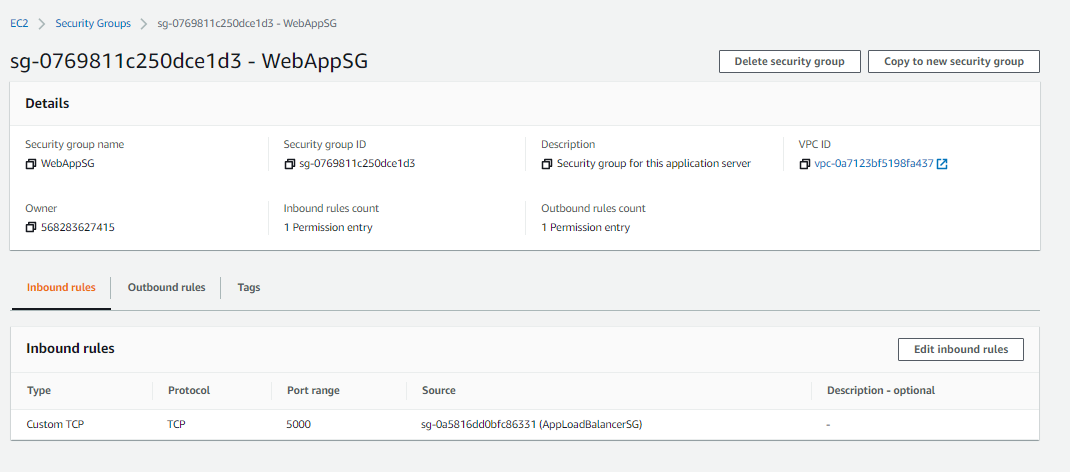 EC2 > Security Groups > sg-0769811c250dce1d3 - WebAppSG
sg-0769811c250dce1d3 - WebAppSG
Delete security group
Copy to new security group
Details
Security group name
WebAppSG
Security group ID
sg-0769811c250dce1d3
Description
Security group for this application server
VPC ID
vpc-0a7123bf5198fa437
Owner
568283627415
Inbound rules count
1 Permission entry
Outbound rules count
1 Permission entry
Inbound rules
Outbound rules
Tags
Inbound rules
Edit inbound rules
Type Protocol Port range Source Description - optional
Custom TCP TCP 5000 sg-0a5816dd0bfc86331 (AppLoadBalancerSG) -